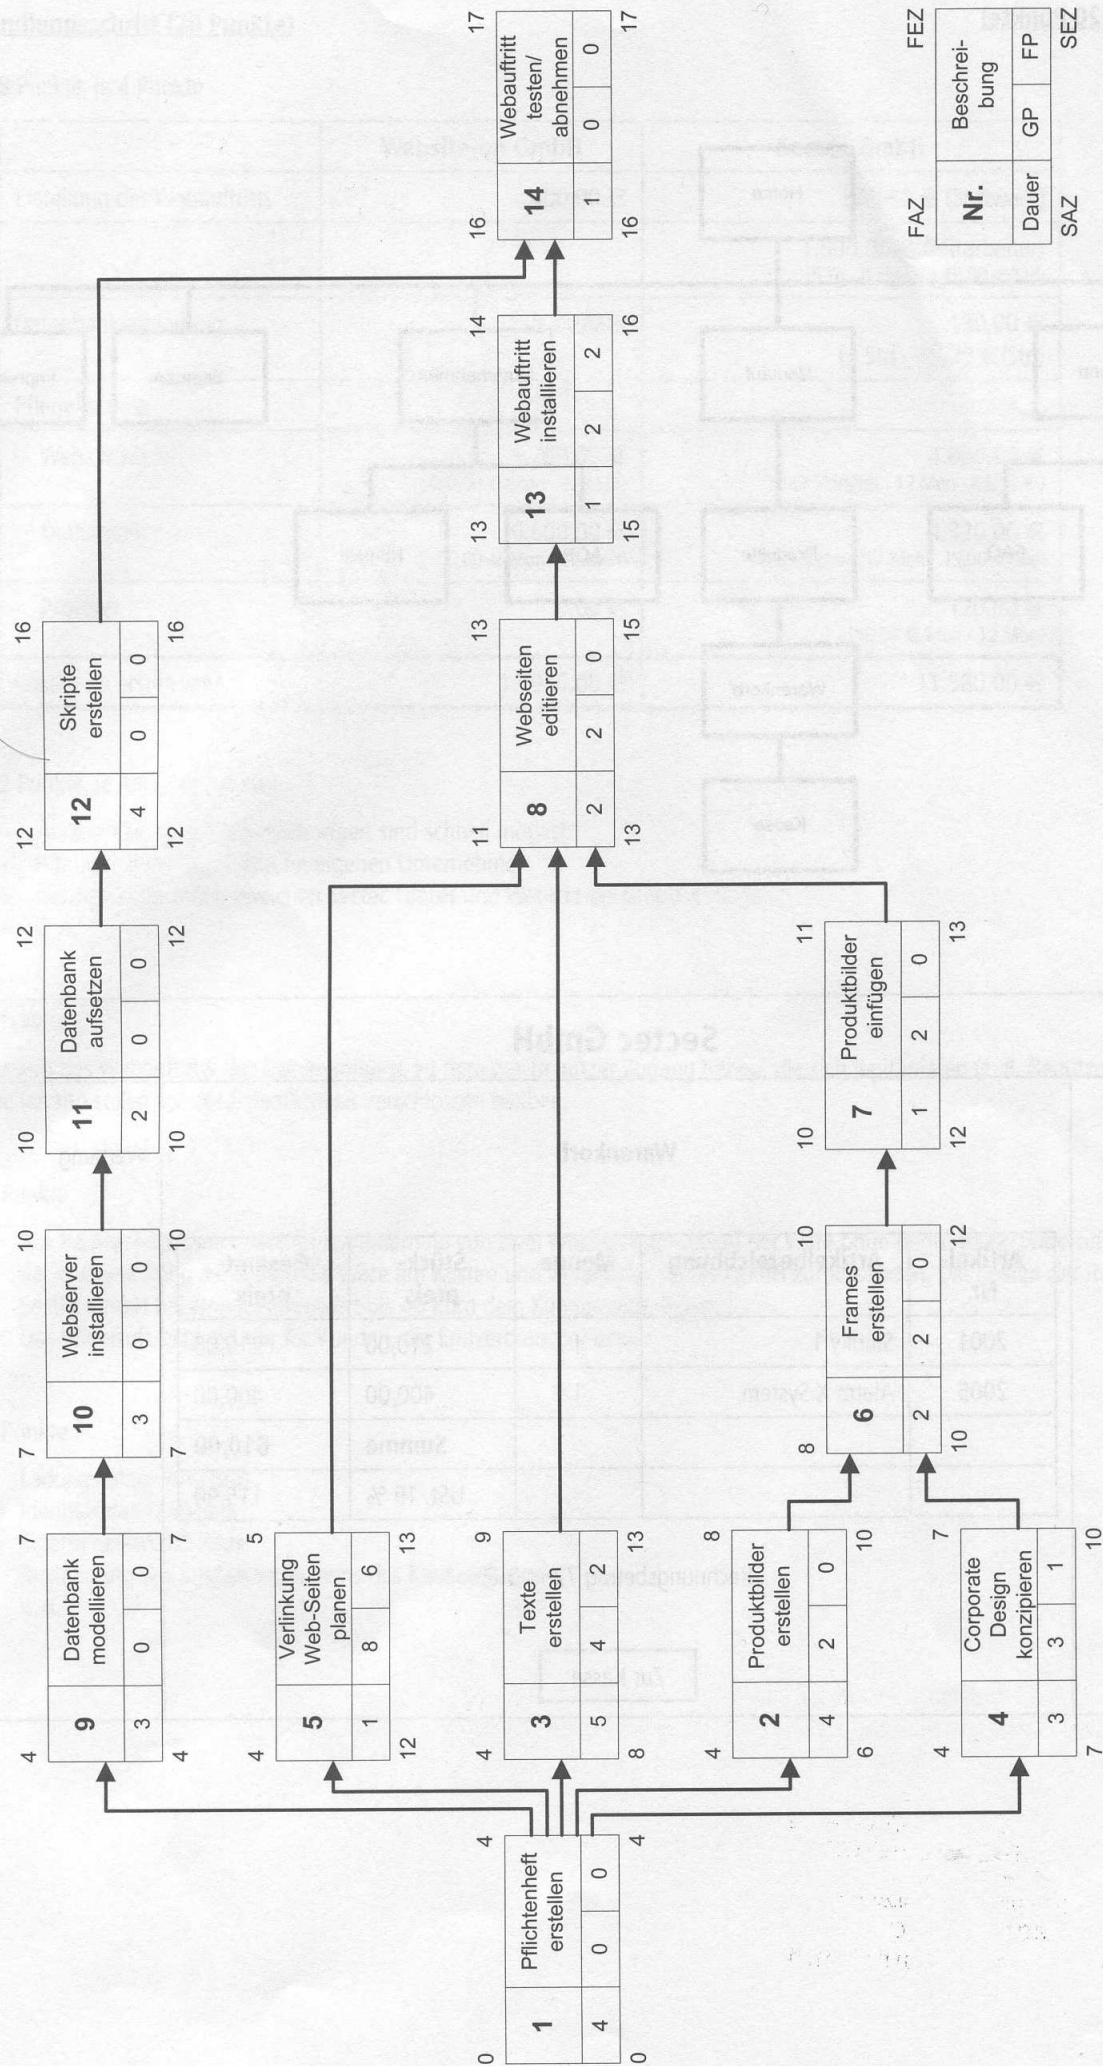 0 4
1 Pflichtenheft
erstellen
4 0 0
0 4
4 7
9 Datenbank
modellieren
3 0 0
4 7
7 10
10 Webserver
installieren
3 0 0
7 10
10 12
11 Datenbank
aufsetzen
2 0 0
10 12
12 16
12 Skripte
erstellen
4 0 0
12 16
4 5
5 Verlinkung
Web-Seiten
planen
1 8 6
12 13
4 9
3 Texte
erstellen
5 4 2
8 13
11 13
8 Webseiten
editieren
2 2 0
13 15
13 14
13 Webauftritt
installieren
1 2 2
15 16
16 17
14 Webauftritt
testen/
abnehmen
1 0 0
16 17
4 8
2 Produktbilder
erstellen
4 2 0
6 10
4 7
4 Corporate
Design
konzipieren
3 3 1
7 10
8 10
6 Frames
erstellen
2 2 0
10 12
10 11
7 Produktbilder
einfügen
1 2 0
12 13
FAZ FEZ
Nr. Beschrei-
bung
Dauer GP FP
SAZ SEZ